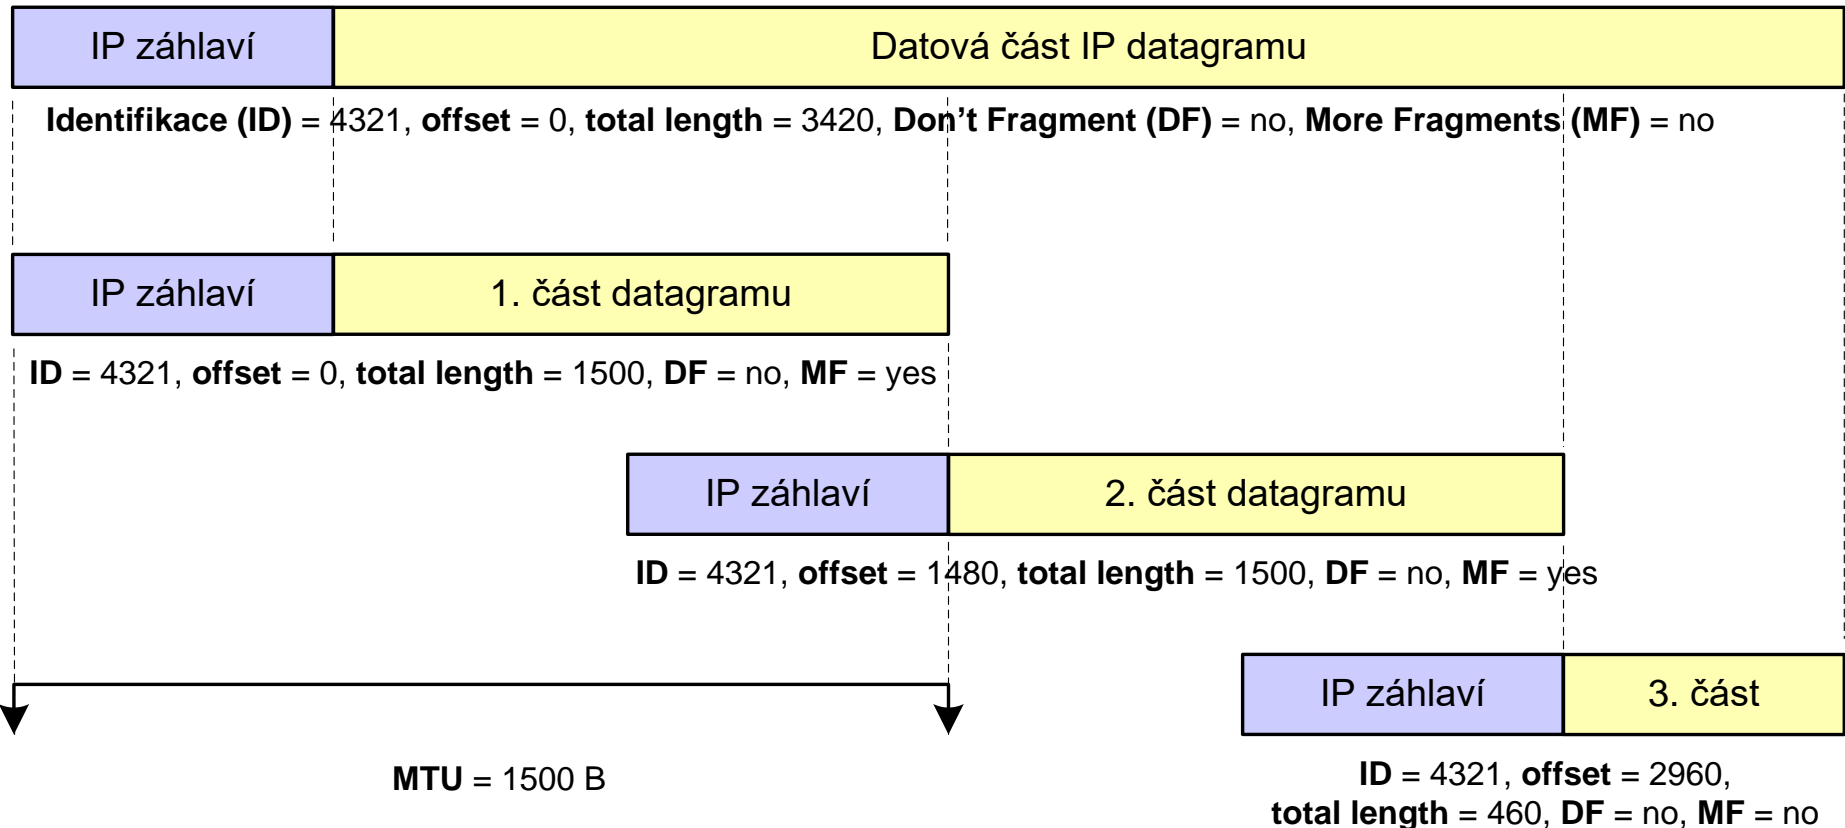 IP záhlaví Datová část IP datagramu
Identifikace (ID) = 4321, offset = 0, total length = 3420, Don't Fragment (DF) = no, More Fragments (MF) = no
IP záhlaví 1. část datagramu
ID = 4321, offset = 0, total length = 1500, DF = no, MF = yes
IP záhlaví 2. část datagramu
ID = 4321, offset = 1480, total length = 1500, DF = no, MF = yes
IP záhlaví 3. část
MTU = 1500 B
ID = 4321, offset = 2960,
total length = 460, DF = no, MF = no